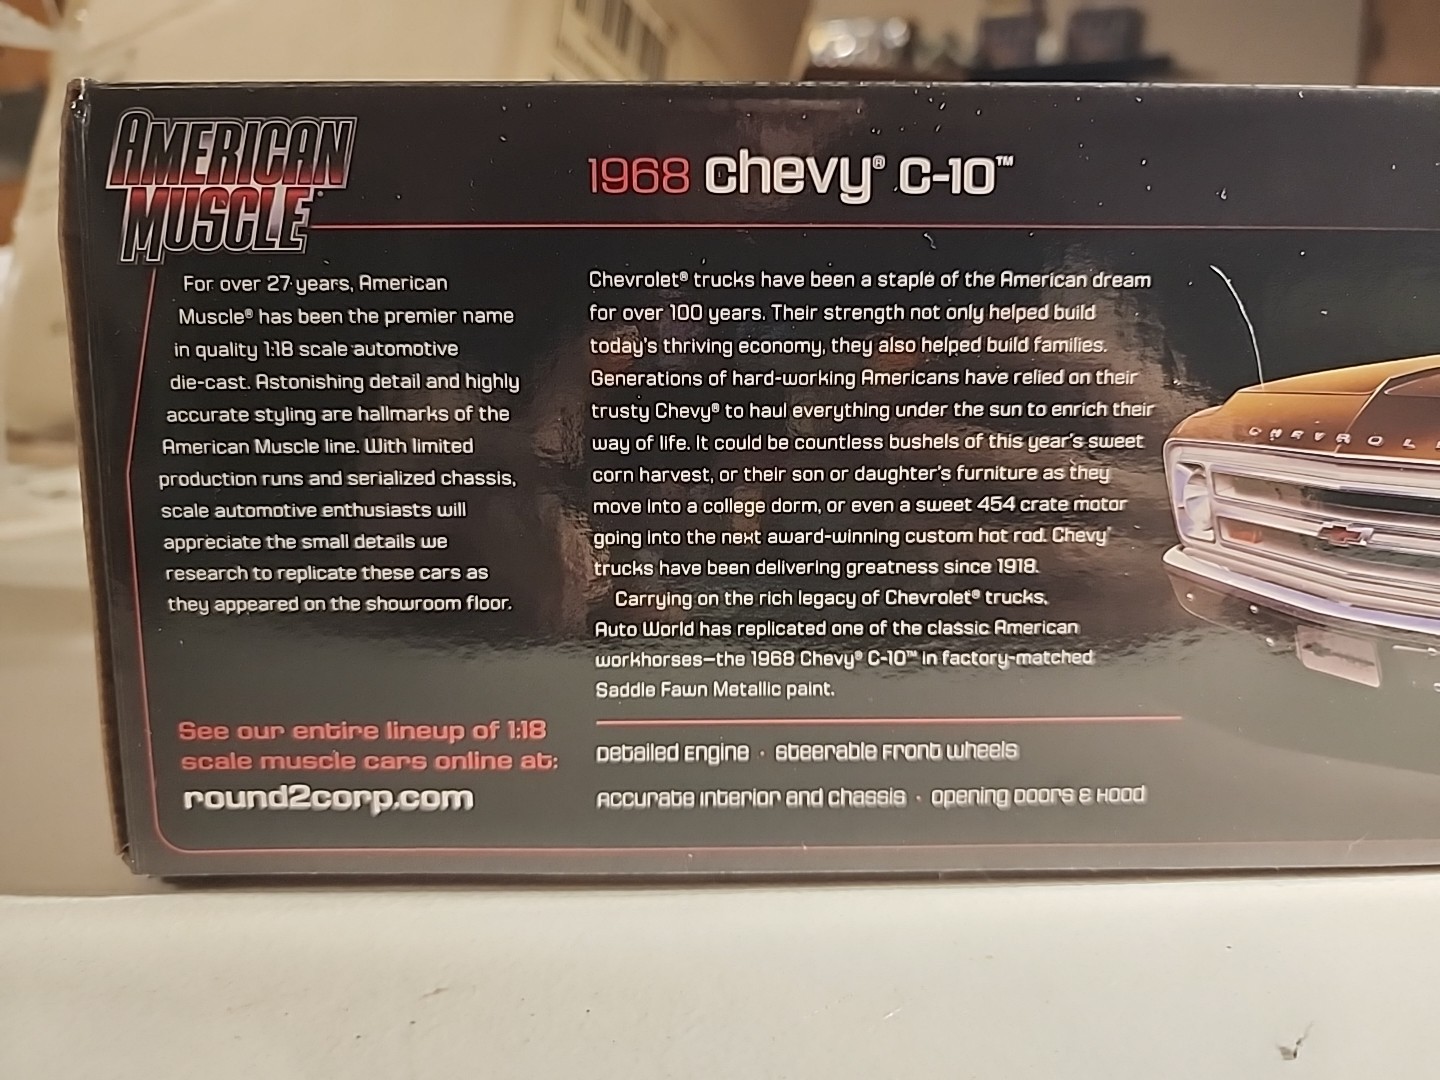 AMERICAN
MUSCLE®
1968 Chevy® C-10™
For over 27 years, American
Muscle® has been the premier name
in quality 1:18 scale automotive
die-cast. Astonishing detail and highly
accurate styling are hallmarks of the
American Muscle line. With limited
production runs and serialized chassis,
scale automotive enthusiasts will
appreciate the small details we
research to replicate these cars as
they appeared on the showroom floor.
See our entire lineup of 1:18
scale muscle cars online at:
round2corp.com
Chevrolet® trucks have been a staple of the American dream
for over 100 years. Their strength not only helped build
today's thriving economy, they also helped build families.
Generations of hard-working Americans have relied on their
trusty Chevy® to haul everything under the sun to enrich their
way of life. It could be countless bushels of this year's sweet
corn harvest, or their son or daughter's furniture as they
move into a college dorm, or even a sweet 454 crate motor
going into the next award-winning custom hot rod. Chevy®
trucks have been delivering greatness since 1918.
Carrying on the rich legacy of Chevrolet® trucks,
Auto World has replicated one of the classic American
workhorses—the 1968 Chevy® C-10™ in factory-matched
Saddle Fawn Metallic paint.
Detailed Engine · Steerable Front Wheels
Accurate Interior and Chassis · Opening Doors & Hood
CHEVROL